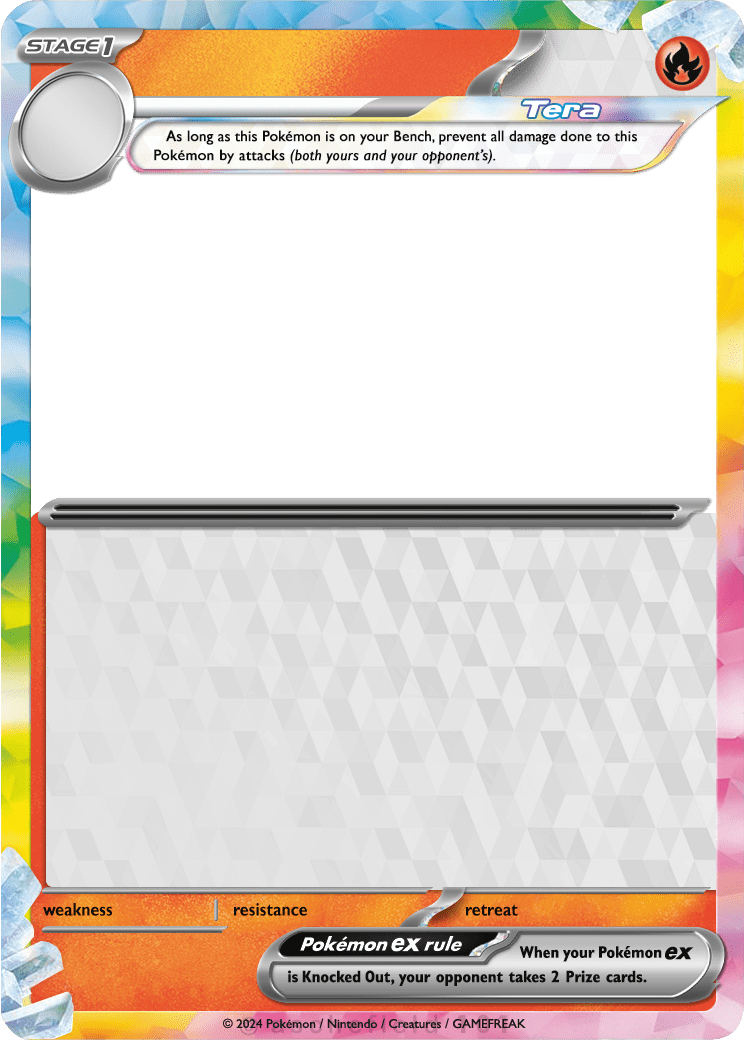 STAGE1
Tera
As long as this Pokémon is on your Bench, prevent all damage done to this
Pokémon by attacks (both yours and your opponent's).
weakness
resistance
retreat
Pokémon ex rule
When your Pokémon ex
is Knocked Out, your opponent takes 2 Prize cards.
© 2024 Pokémon / Nintendo / Creatures / GAMEFREAK